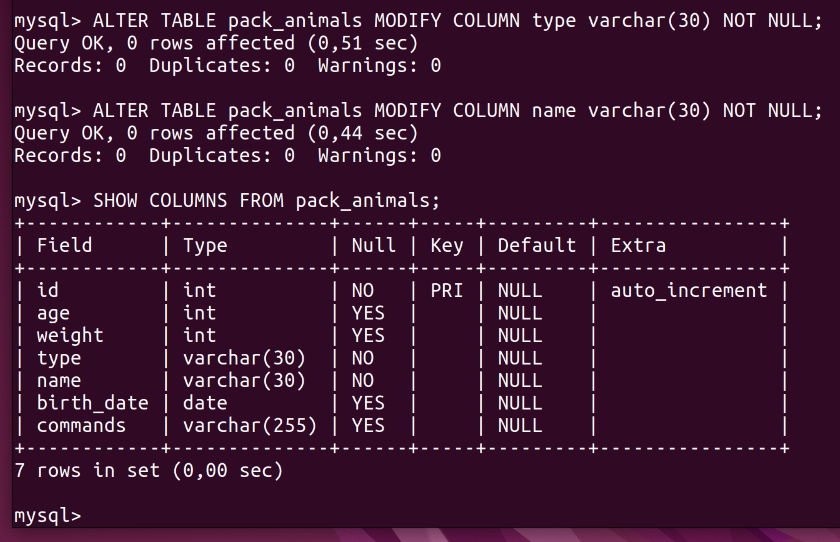 mysql> ALTER TABLE pack_animals MODIFY COLUMN type varchar(30) NOT NULL;
Query OK, 0 rows affected (0,51 sec)
Records: 0  Duplicates: 0  Warnings: 0

mysql> ALTER TABLE pack_animals MODIFY COLUMN name varchar(30) NOT NULL;
Query OK, 0 rows affected (0,44 sec)
Records: 0  Duplicates: 0  Warnings: 0

mysql> SHOW COLUMNS FROM pack_animals;
+------------+--------------+------+-----+---------+----------------+
| Field      | Type         | Null | Key | Default | Extra          |
+------------+--------------+------+-----+---------+----------------+
| id         | int          | NO   | PRI | NULL    | auto_increment |
| age        | int          | YES  |     | NULL    |                |
| weight     | int          | YES  |     | NULL    |                |
| type       | varchar(30)  | NO   |     | NULL    |                |
| name       | varchar(30)  | NO   |     | NULL    |                |
| birth_date | date         | YES  |     | NULL    |                |
| commands   | varchar(255) | YES  |     | NULL    |                |
+------------+--------------+------+-----+---------+----------------+
7 rows in set (0,00 sec)

mysql>